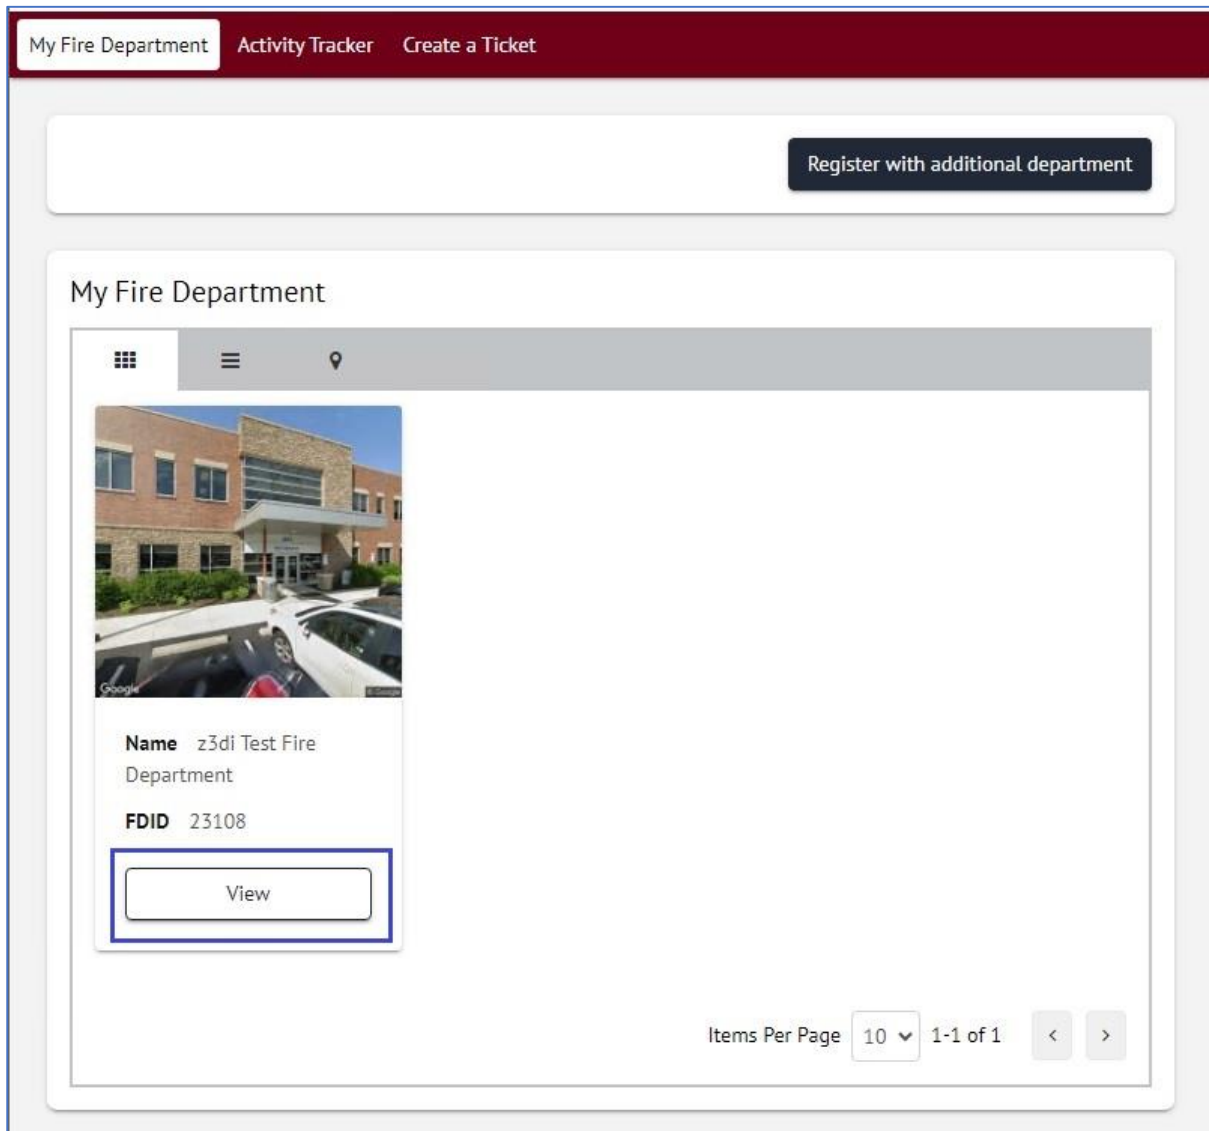 My Fire Department Activity Tracker Create a Ticket
Register with additional department
My Fire Department
Google
© Google
Name z3di Test Fire
Department
FDID 23108
View
Items Per Page 10 1-1 of 1 < >